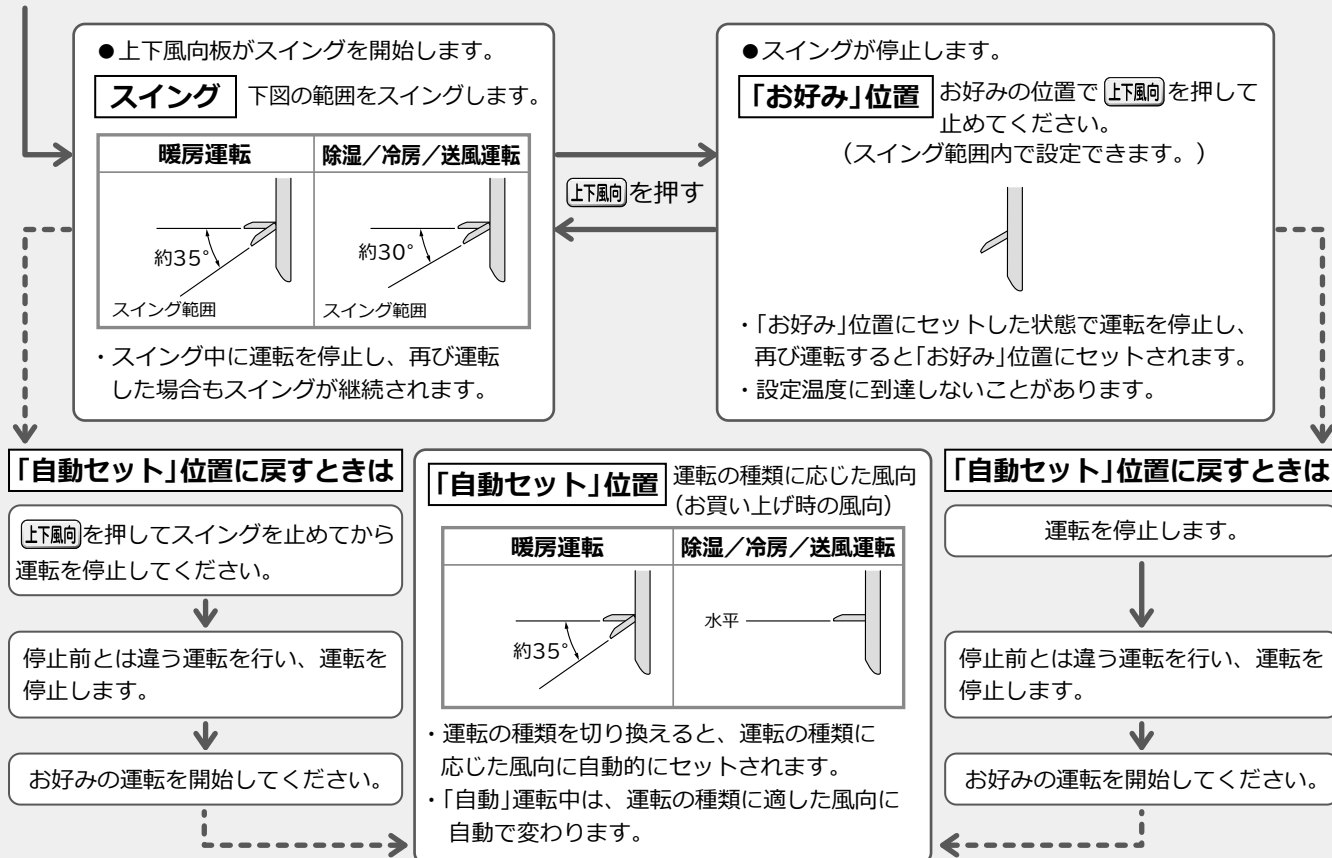 ●上下風向板がスイングを開始します。
スイング 下図の範囲をスイングします。
暖房運転 除湿／冷房／送風運転
約35° 約30°
スイング範囲 スイング範囲
・スイング中に運転を停止し、再び運転
した場合もスイングが継続されます。
上下風向を押す
●スイングが停止します。
「お好み」位置 お好みの位置で上下風向を押して
止めてください。
（スイング範囲内で設定できます。）
・「お好み」位置にセットした状態で運転を停止し、
再び運転すると「お好み」位置にセットされます。
・設定温度に到達しないことがあります。
「自動セット」位置に戻すときは
上下風向を押してスイングを止めてから
運転を停止してください。
停止前とは違う運転を行い、運転を
停止します。
お好みの運転を開始してください。
「自動セット」位置 運転の種類に応じた風向
（お買い上げ時の風向）
暖房運転 除湿／冷房／送風運転
約35° 水平
・運転の種類を切り換えると、運転の種類に
応じた風向に自動的にセットされます。
・「自動」運転中は、運転の種類に適した風向に
自動で変わります。
「自動セット」位置に戻すときは
運転を停止します。
停止前とは違う運転を行い、運転を
停止します。
お好みの運転を開始してください。